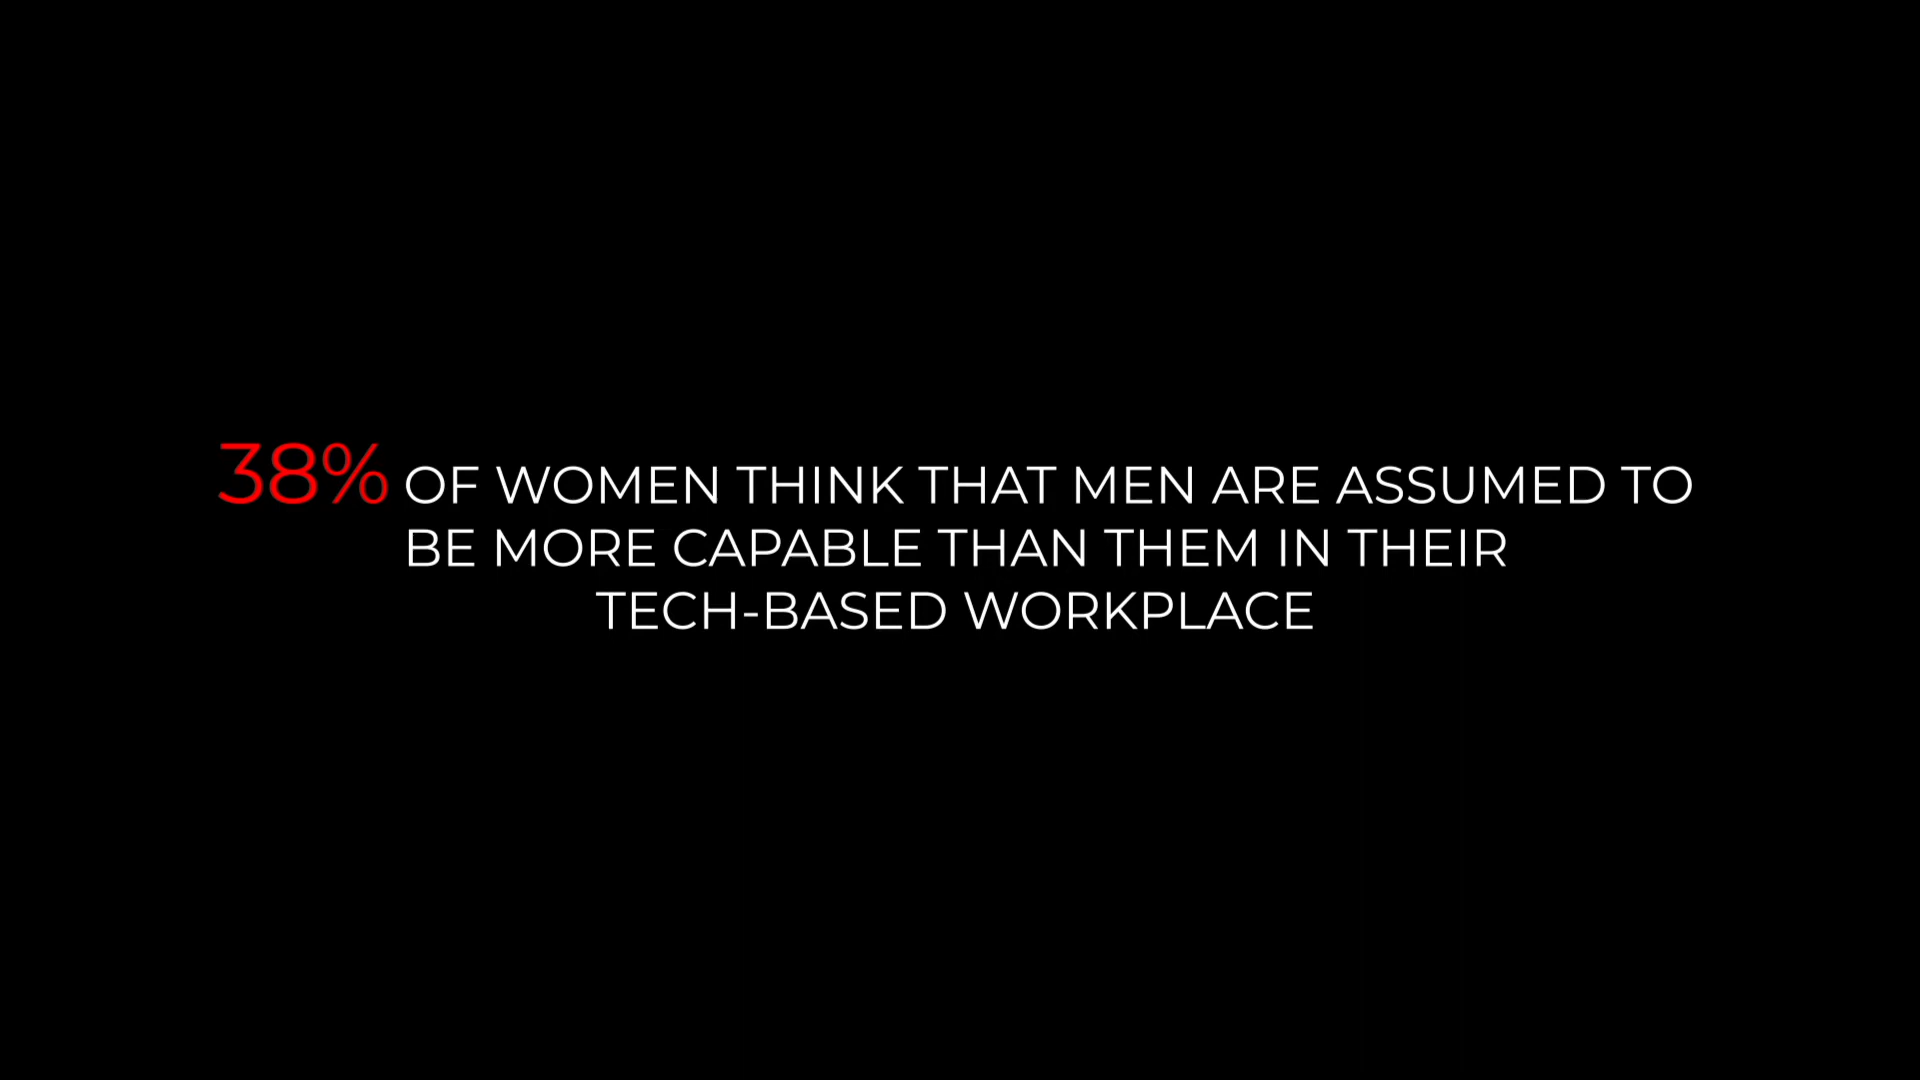 38% OF WOMEN THINK THAT MEN ARE ASSUMED TO
BE MORE CAPABLE THAN THEM IN THEIR
TECH-BASED WORKPLACE